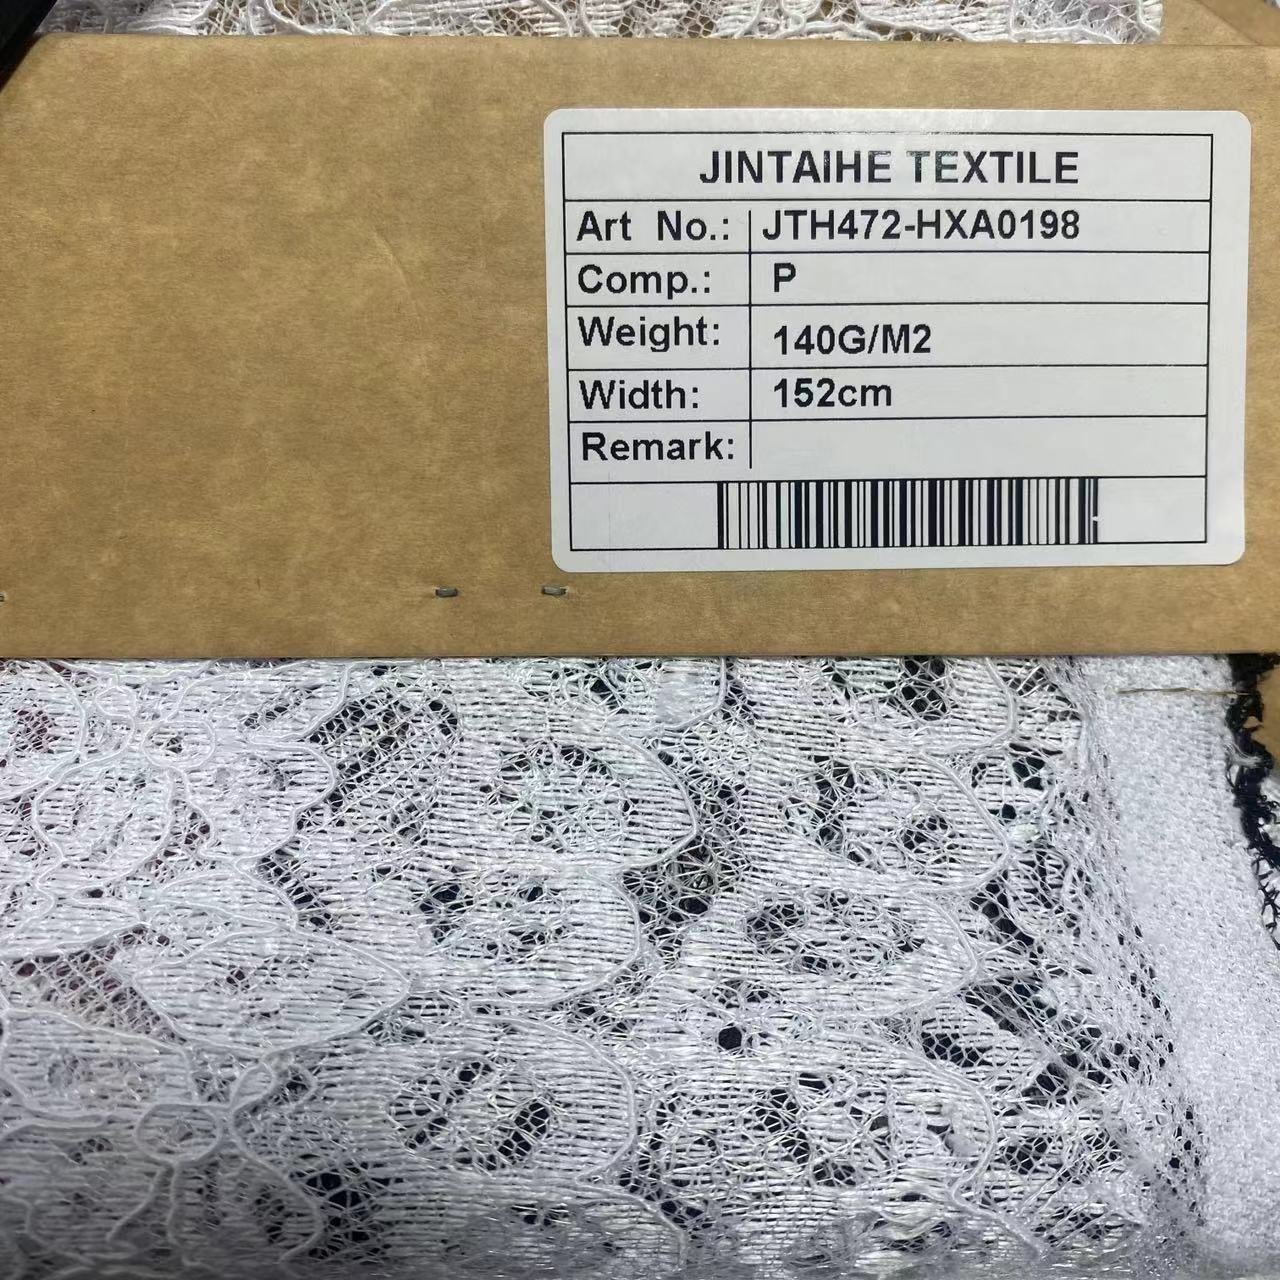 JINTAIHE TEXTILE
Art No.: JTH472-HXA0198
Comp.: P
Weight: 140G/M2
Width: 152cm
Remark: